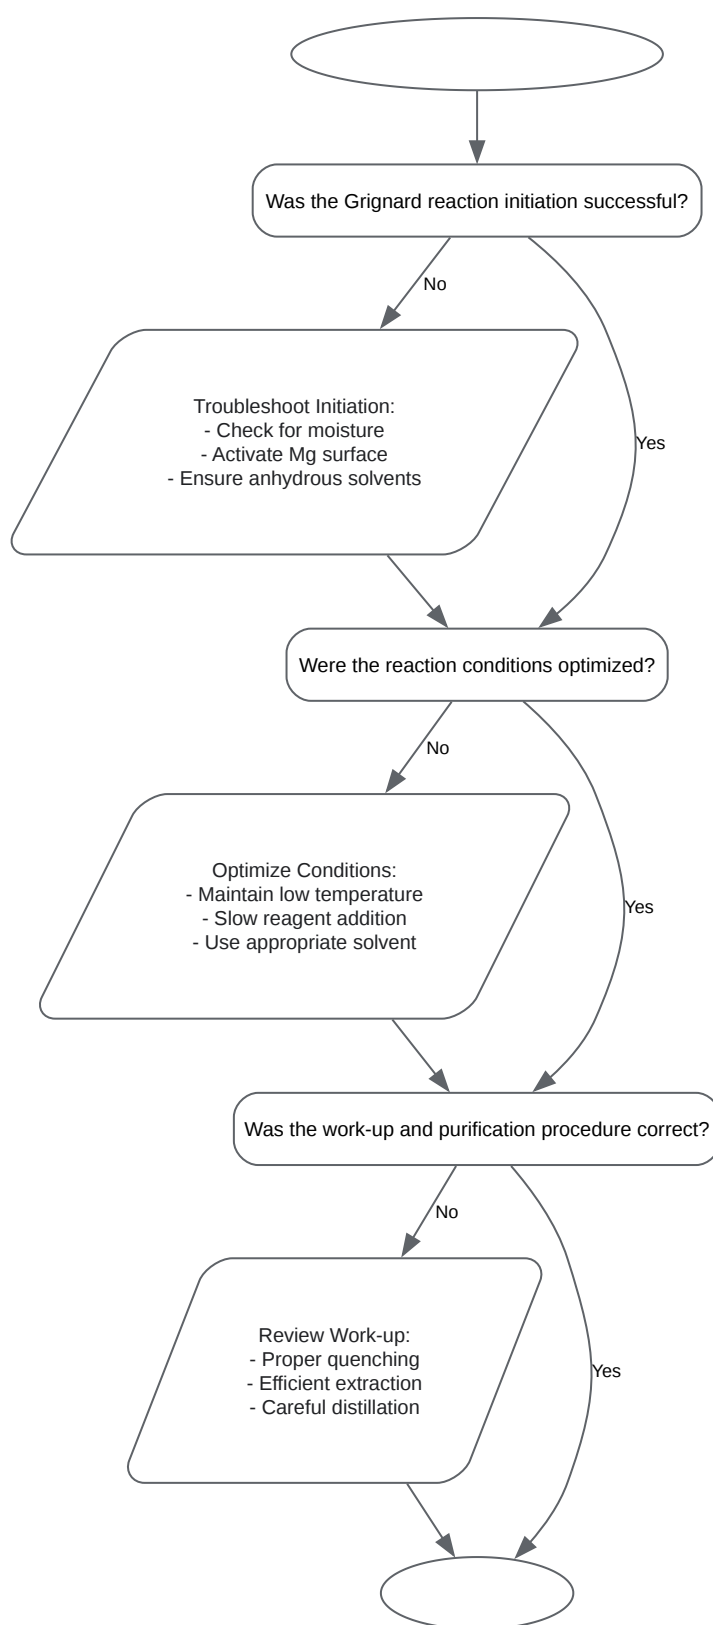 Was the Grignard reaction initiation successful?
No
Troubleshoot Initiation:
- Check for moisture
- Activate Mg surface
- Ensure anhydrous solvents
Yes
Were the reaction conditions optimized?
No
Optimize Conditions:
- Maintain low temperature
- Slow reagent addition
- Use appropriate solvent
Yes
Was the work-up and purification procedure correct?
No
Review Work-up:
- Proper quenching
- Efficient extraction
- Careful distillation
Yes